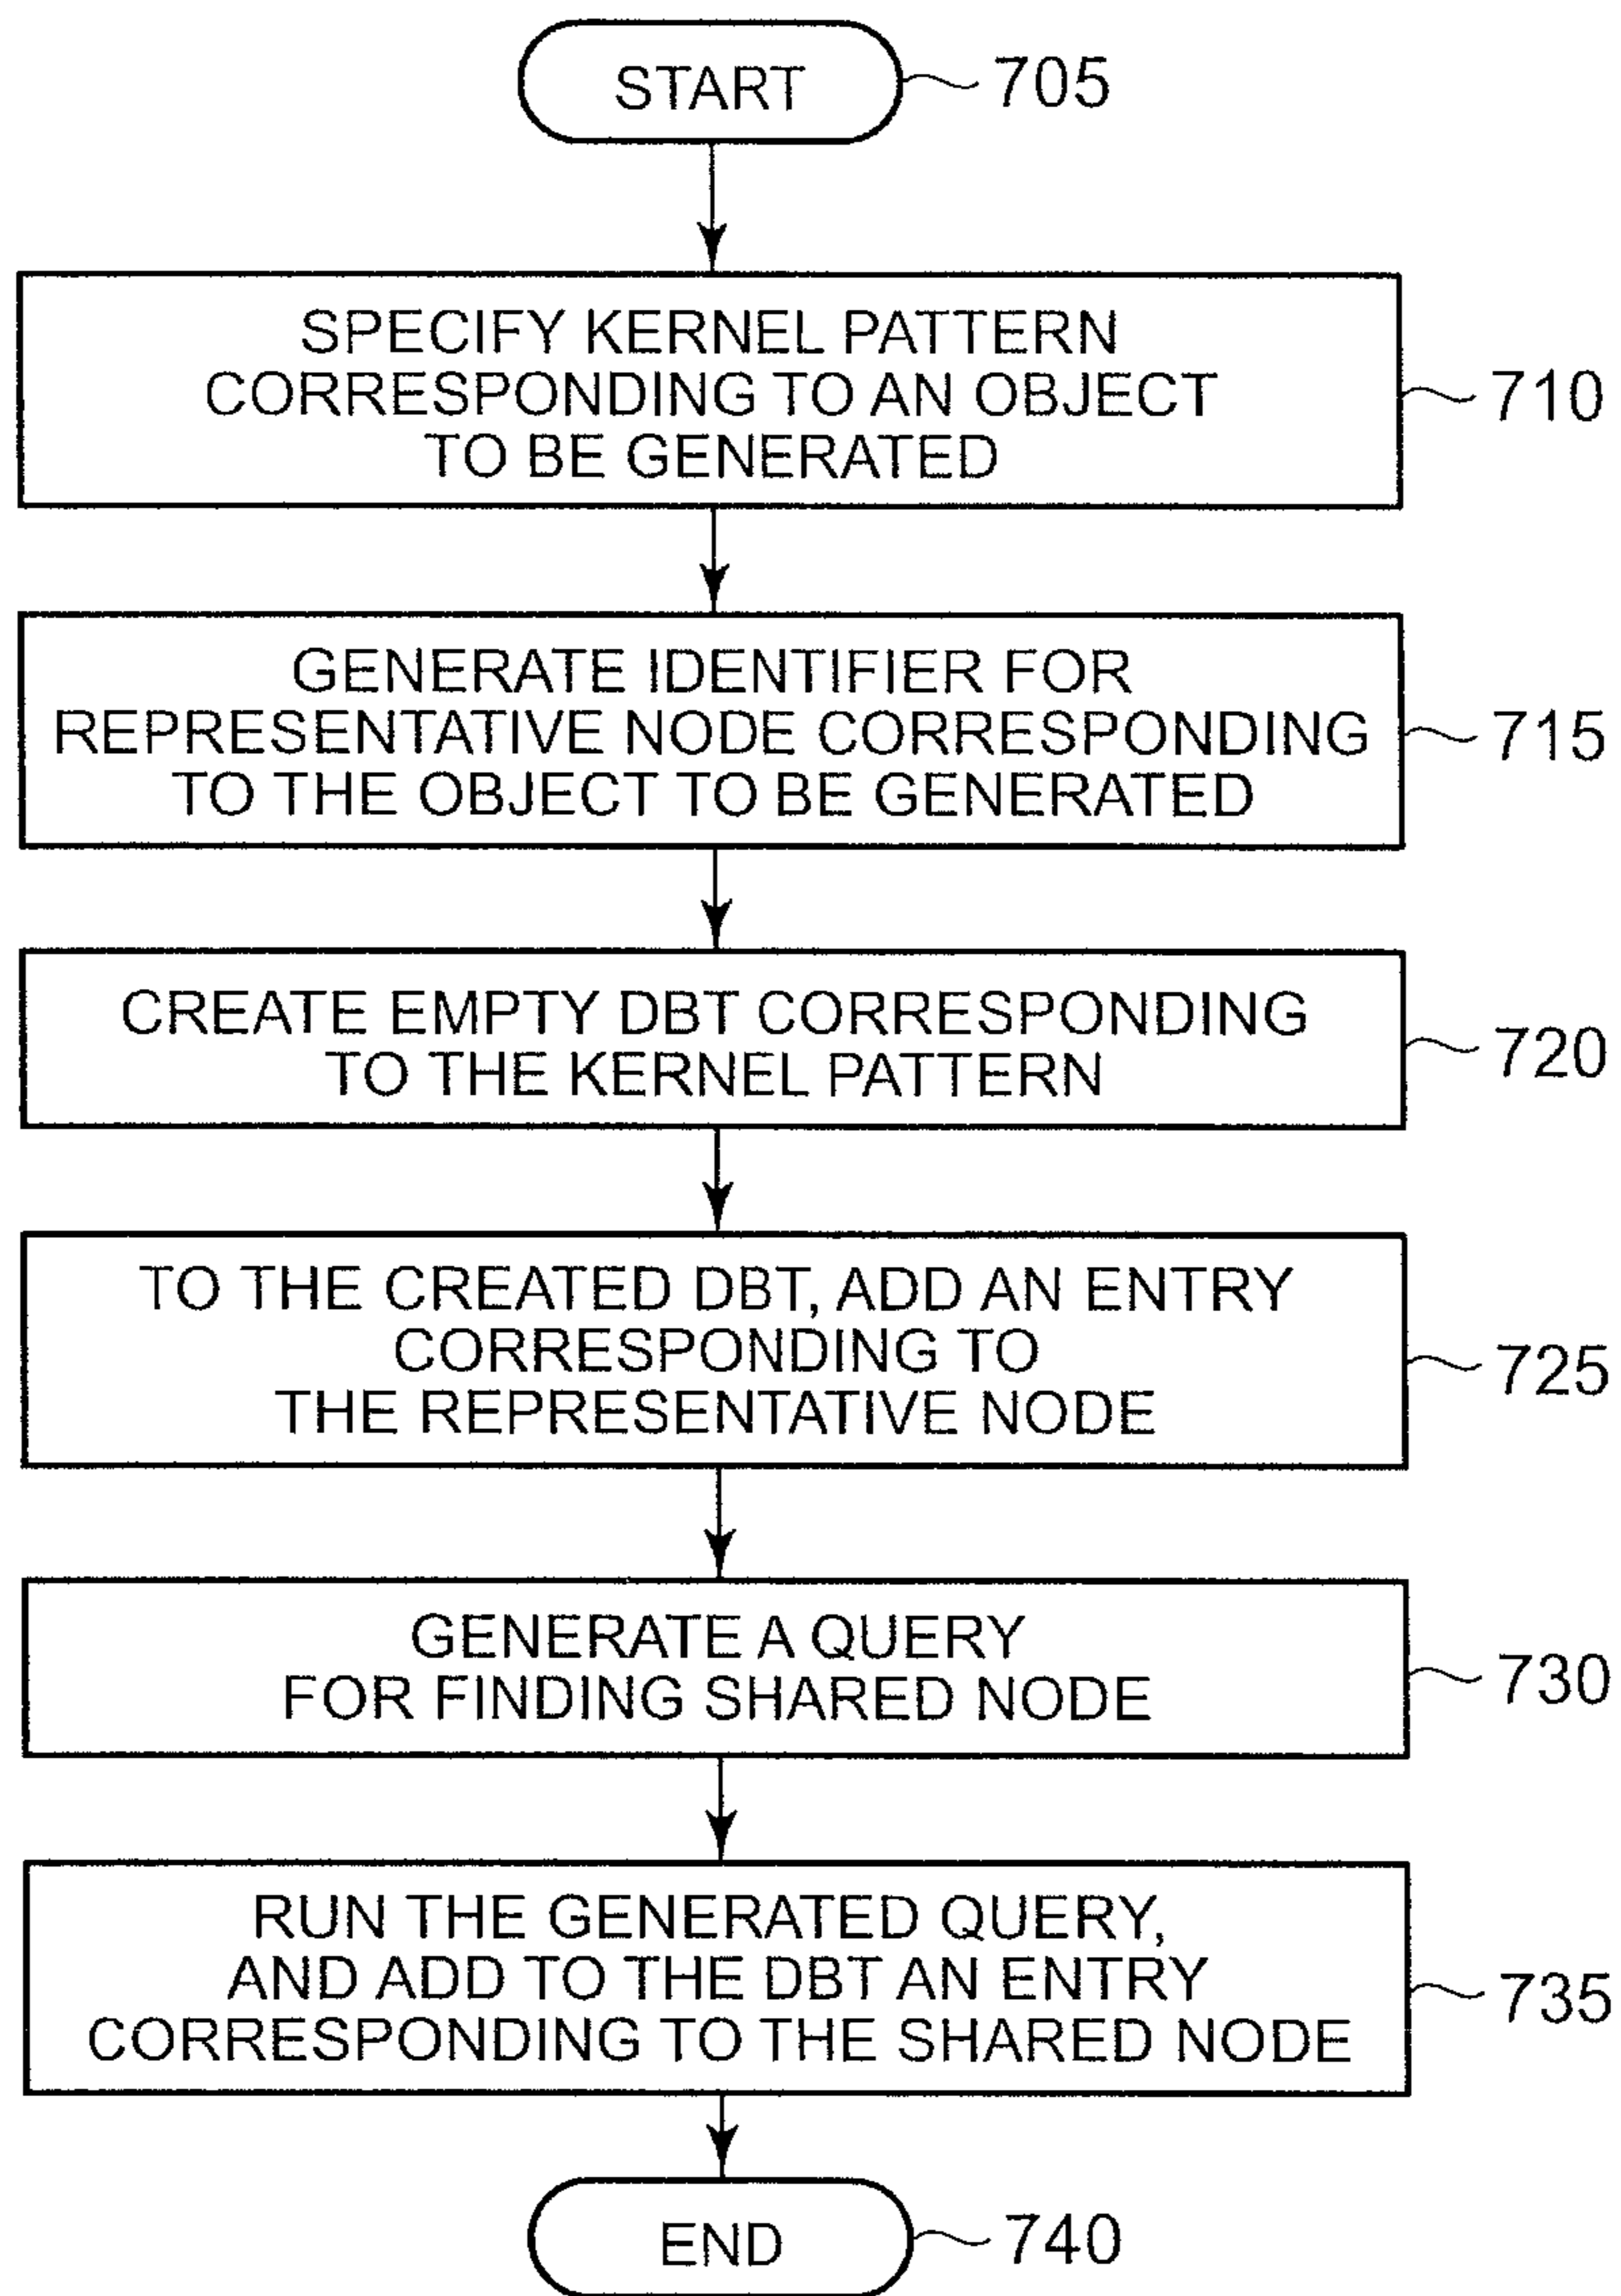 START
705
SPECIFY KERNEL PATTERN
CORRESPONDING TO AN OBJECT
TO BE GENERATED
710
GENERATE IDENTIFIER FOR
REPRESENTATIVE NODE CORRESPONDING
TO THE OBJECT TO BE GENERATED
715
CREATE EMPTY DBT CORRESPONDING
TO THE KERNEL PATTERN
720
TO THE CREATED DBT, ADD AN ENTRY
CORRESPONDING TO
THE REPRESENTATIVE NODE
725
GENERATE A QUERY
FOR FINDING SHARED NODE
730
RUN THE GENERATED QUERY,
AND ADD TO THE DBT AN ENTRY
CORRESPONDING TO THE SHARED NODE
735
END
740